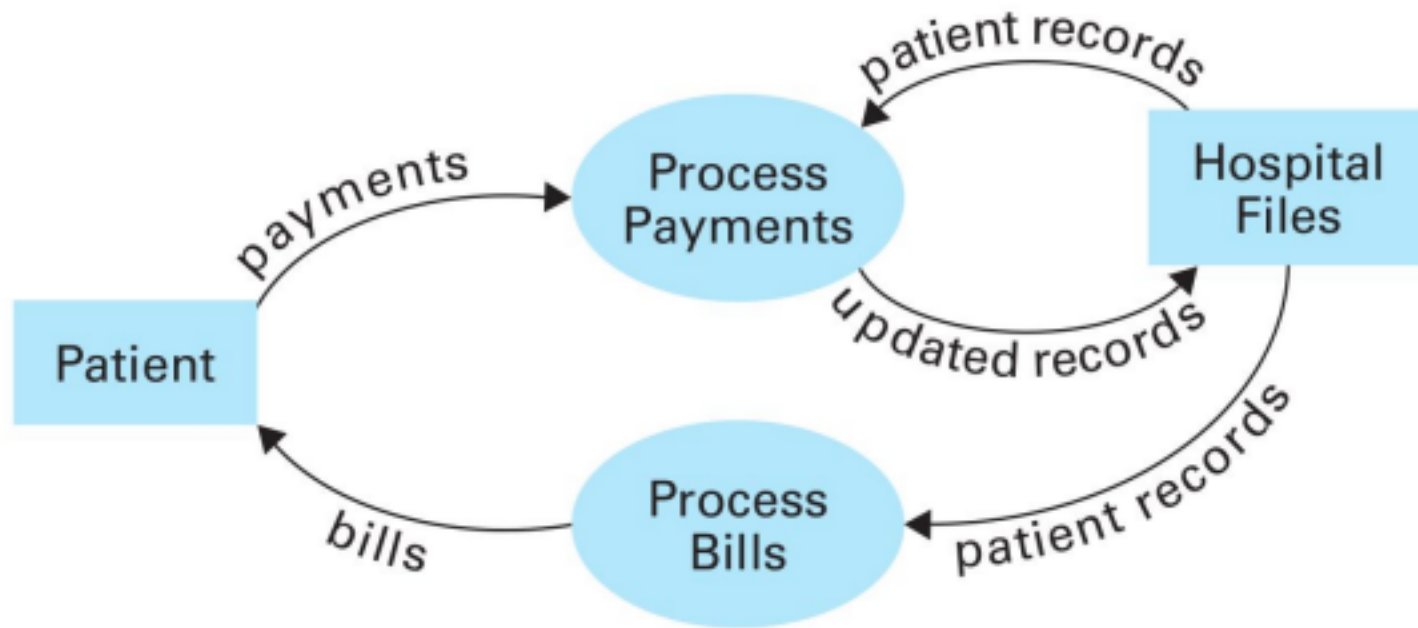 patient records
Hospital
Files
Process
Payments
payments
updated records
Patient
Process
Bills
patient records
bills